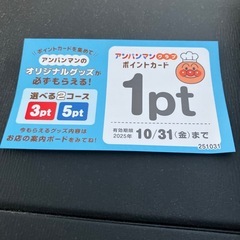 ポイントカードを集めて
アンパンマンの
オリジナルグッズが
必ずもらえる!
選べる2コース
3pt 5pt
今もらえるグッズ内容は
お店の案内ボードをみてね!
アンパンマンクラブ
ポイントカード
1pt
有効期限
2025年 10/31(金)まで
251031